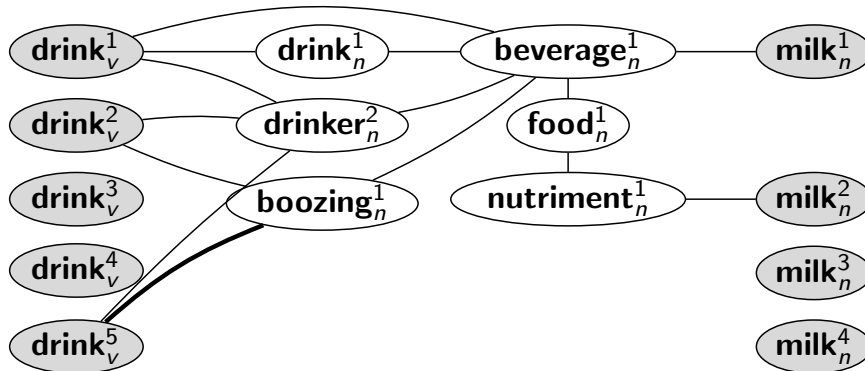 drink¹ᵥ drink¹ₙ beverage¹ₙ milk¹ₙ
drink²ᵥ drinker²ₙ food¹ₙ
drink³ᵥ boozing¹ₙ nutriment¹ₙ milk²ₙ
drink⁴ᵥ milk³ₙ
drink⁵ᵥ milk⁴ₙ